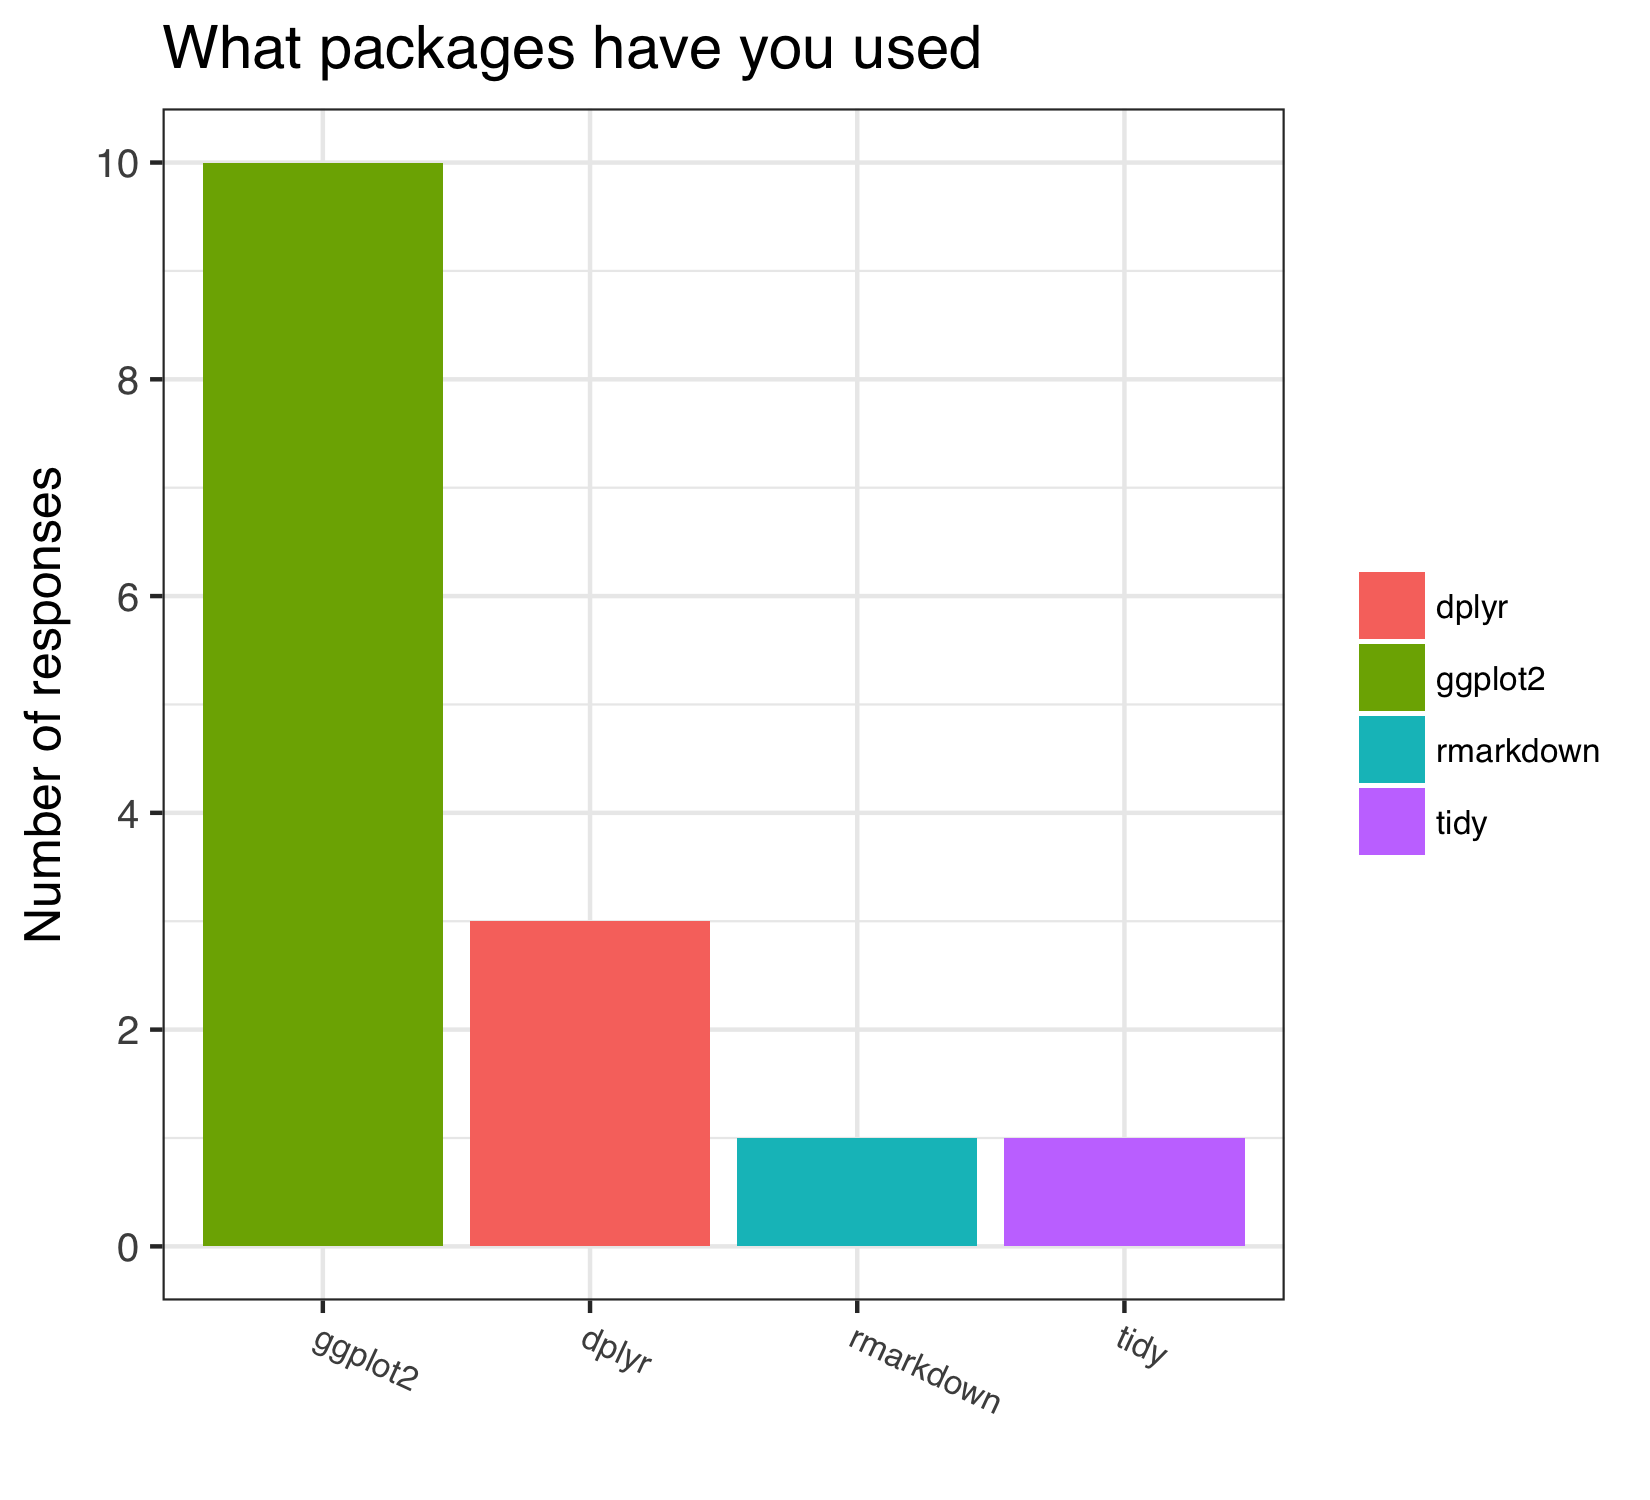 What packages have you used
Number of responses
10
8
6
4
2
0
ggplot2
dplyr
rmarkdown
tidy
dplyr
ggplot2
rmarkdown
tidy